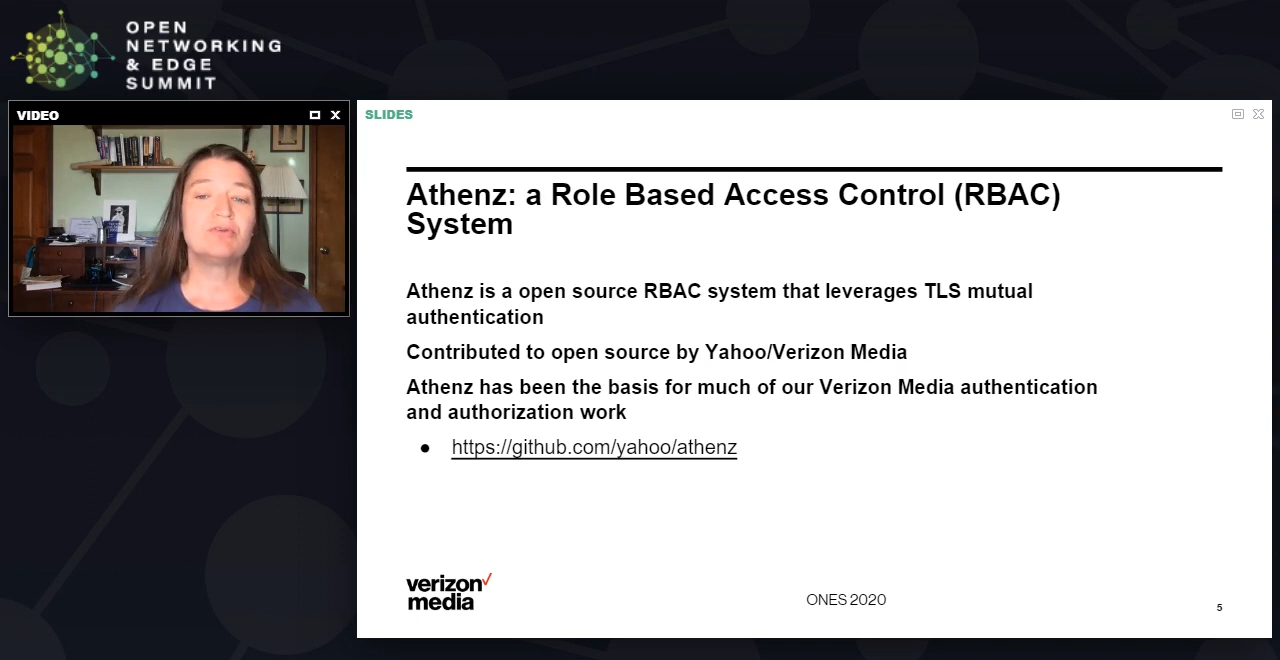 OPEN
NETWORKING
& EDGE
SUMMIT
VIDEO
SLIDES
Athenz: a Role Based Access Control (RBAC)
System
Athenz is a open source RBAC system that leverages TLS mutual
authentication
Contributed to open source by Yahoo/Verizon Media
Athenz has been the basis for much of our Verizon Media authentication
and authorization work
● https://github.com/yahoo/athenz
verizon✓
media
ONES 2020
5